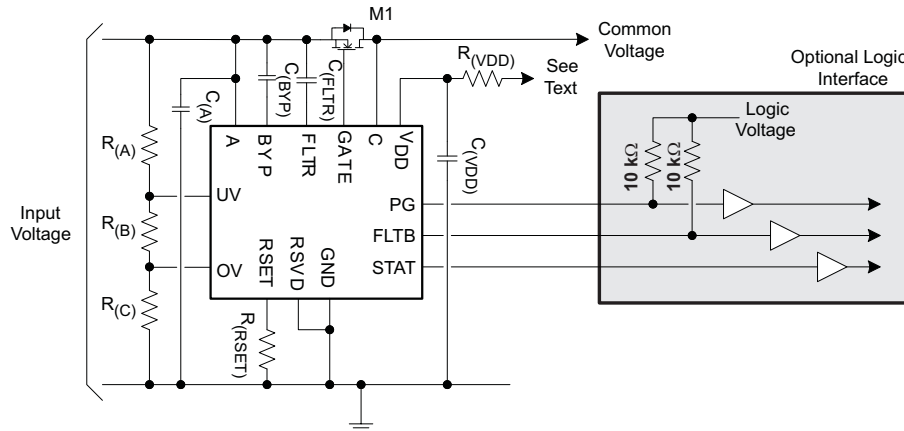 M1
Common
Voltage
R(VDD)
See
Text
Optional Logic
Interface
C(A)
C(BYP)
C(FLTR)
Logic
Voltage
10 kΩ
10 kΩ
R(A)
A
BYP
FLTR
GATE
C
VDD
C(VDD)
UV
PG
Input
Voltage
R(B)
FLTB
OV
RSET
RSVD
GND
STAT
R(C)
R(RSET)